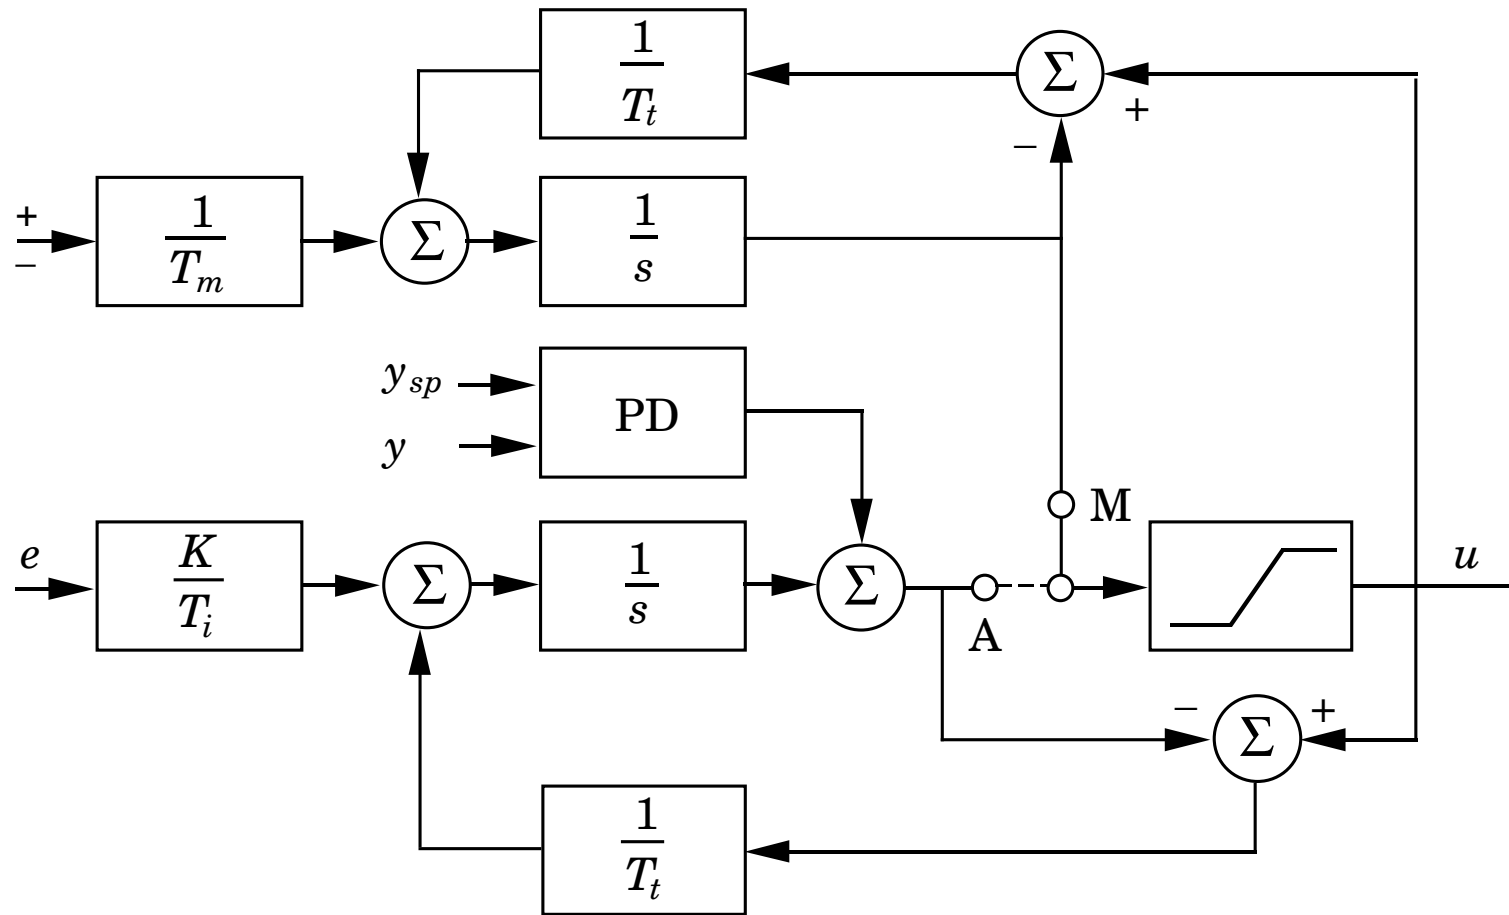 1
T_t
Σ
+
−
+
−
1
T_m
Σ
1
s
y_sp
y
PD
M
e
K
T_i
Σ
1
s
Σ
A
u
−
Σ
+
1
T_t